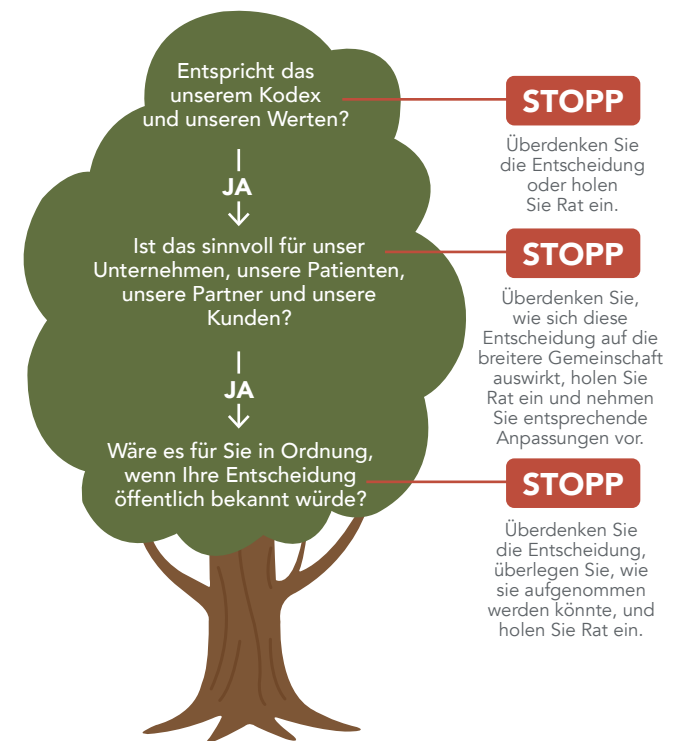 Entspricht das
unserem Kodex
und unseren Werten?
STOPP
Überdenken Sie
die Entscheidung
oder holen
Sie Rat ein.
JA
Ist das sinnvoll für unser
Unternehmen, unsere Patienten,
unsere Partner und unsere
Kunden?
STOPP
Überdenken Sie,
wie sich diese
Entscheidung auf die
breitere Gemeinschaft
auswirkt, holen Sie
Rat ein und nehmen
Sie entsprechende
Anpassungen vor.
JA
Wäre es für Sie in Ordnung,
wenn Ihre Entscheidung
öffentlich bekannt würde?
STOPP
Überdenken Sie
die Entscheidung,
überlegen Sie, wie
sie aufgenommen
werden könnte, und
holen Sie Rat ein.